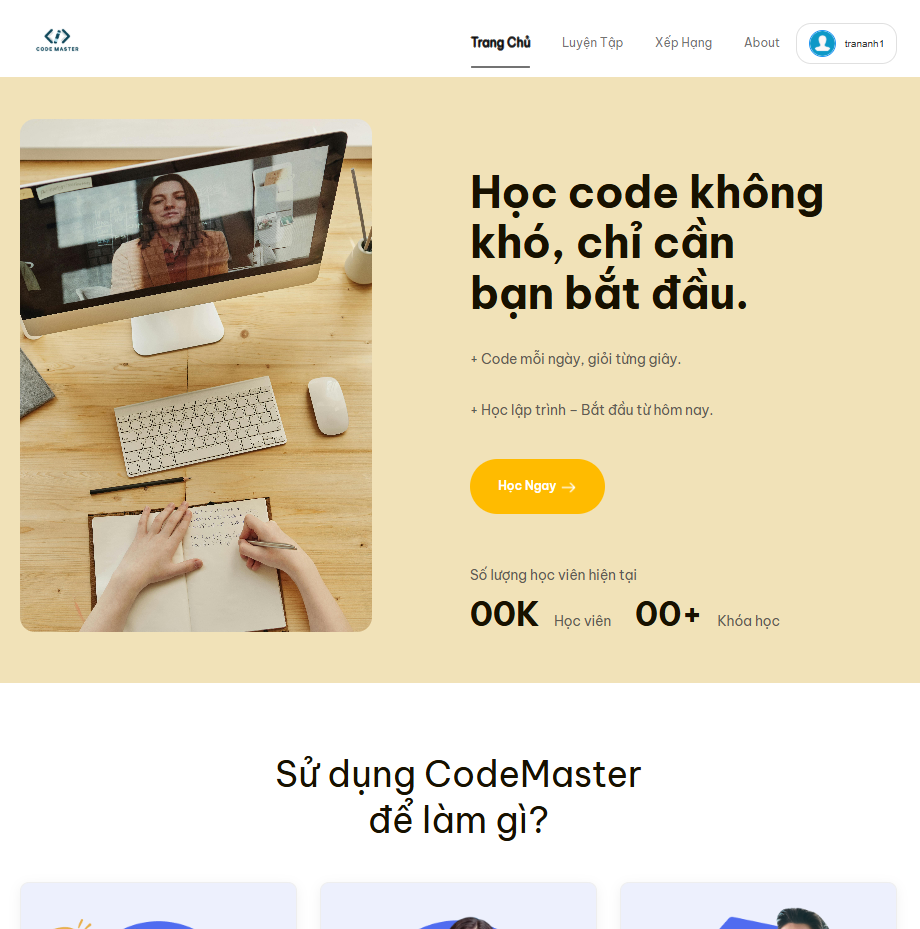 CODE MASTER
Trang Chủ
Luyện Tập
Xếp Hạng
About
trananh1
Học code không
khó, chỉ cần
bạn bắt đầu.
+ Code mỗi ngày, giỏi từng giây.
+ Học lập trình – Bắt đầu từ hôm nay.
Học Ngay →
Số lượng học viên hiện tại
00K Học viên 00+ Khóa học
Sử dụng CodeMaster
để làm gì?